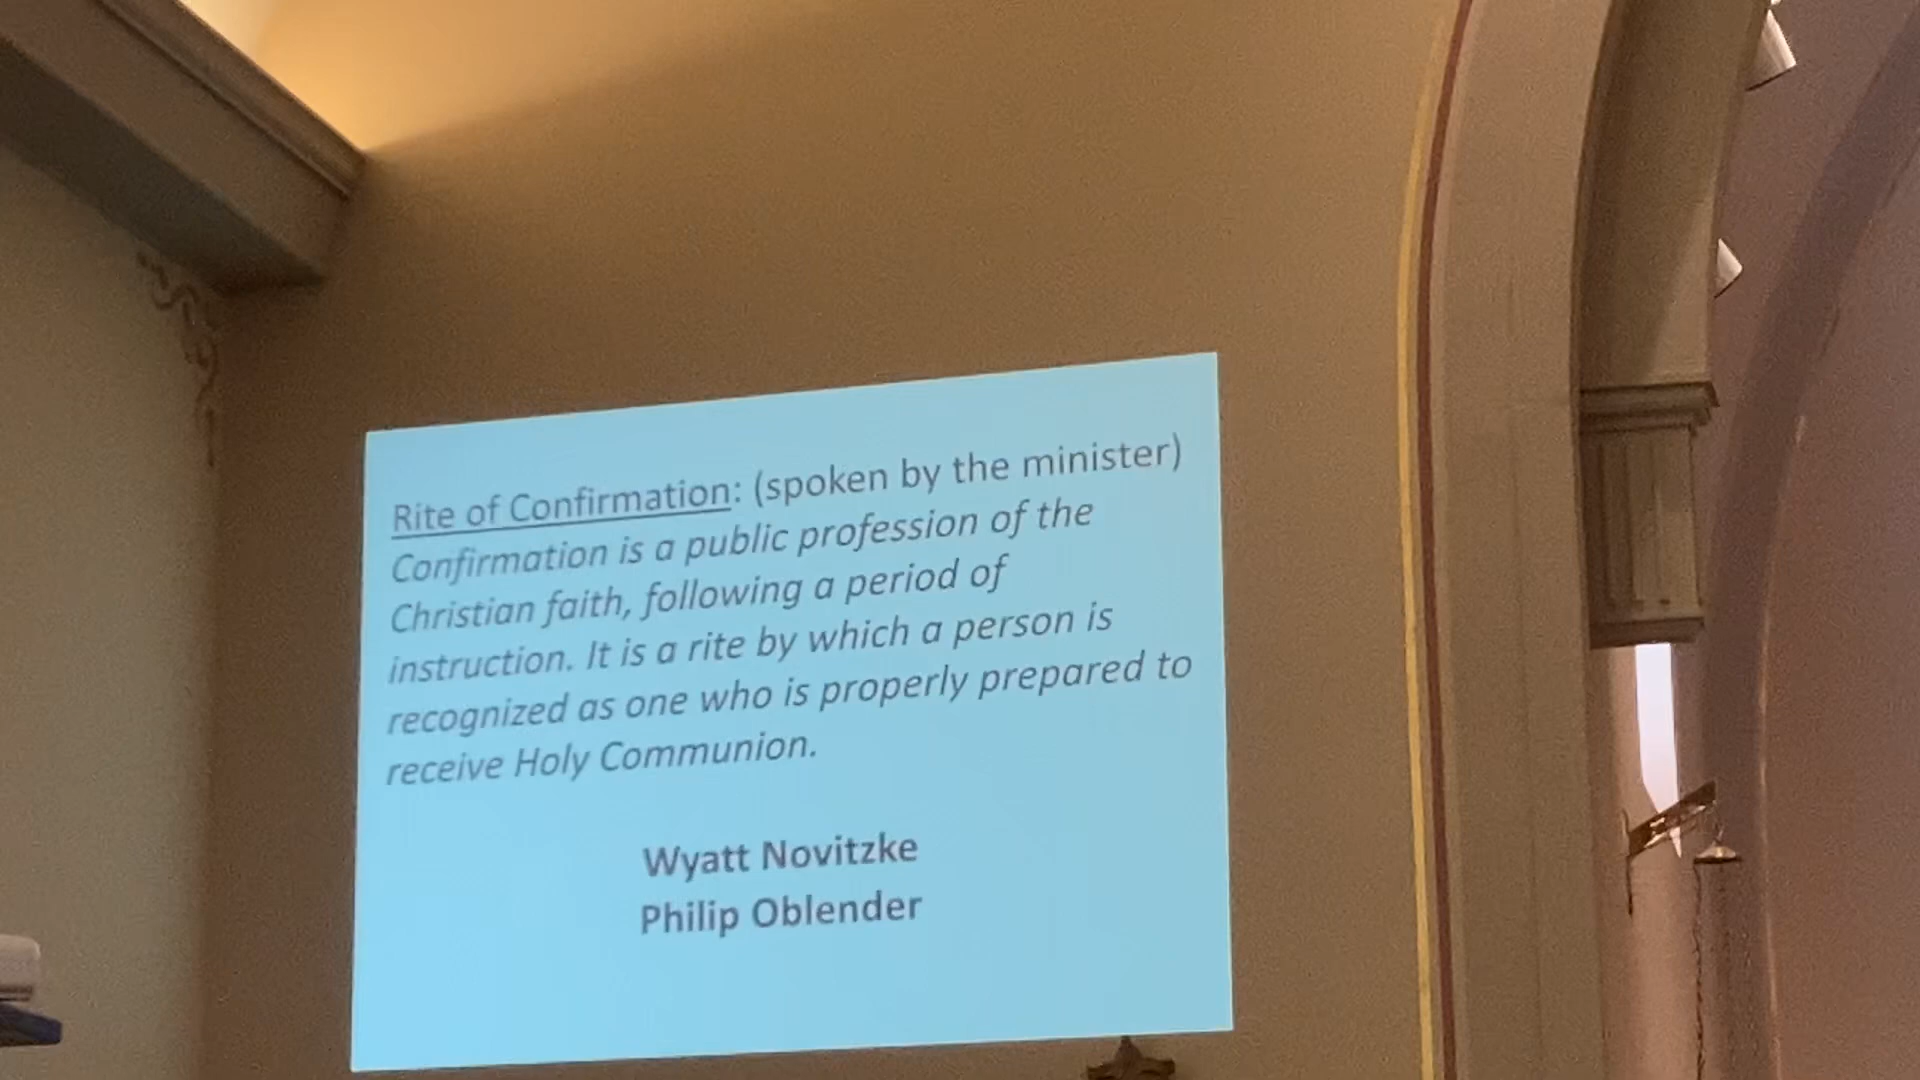 Rite of Confirmation: (spoken by the minister)
Confirmation is a public profession of the
Christian faith, following a period of
instruction. It is a rite by which a person is
recognized as one who is properly prepared to
receive Holy Communion.
Wyatt Novitzke
Philip Oblender